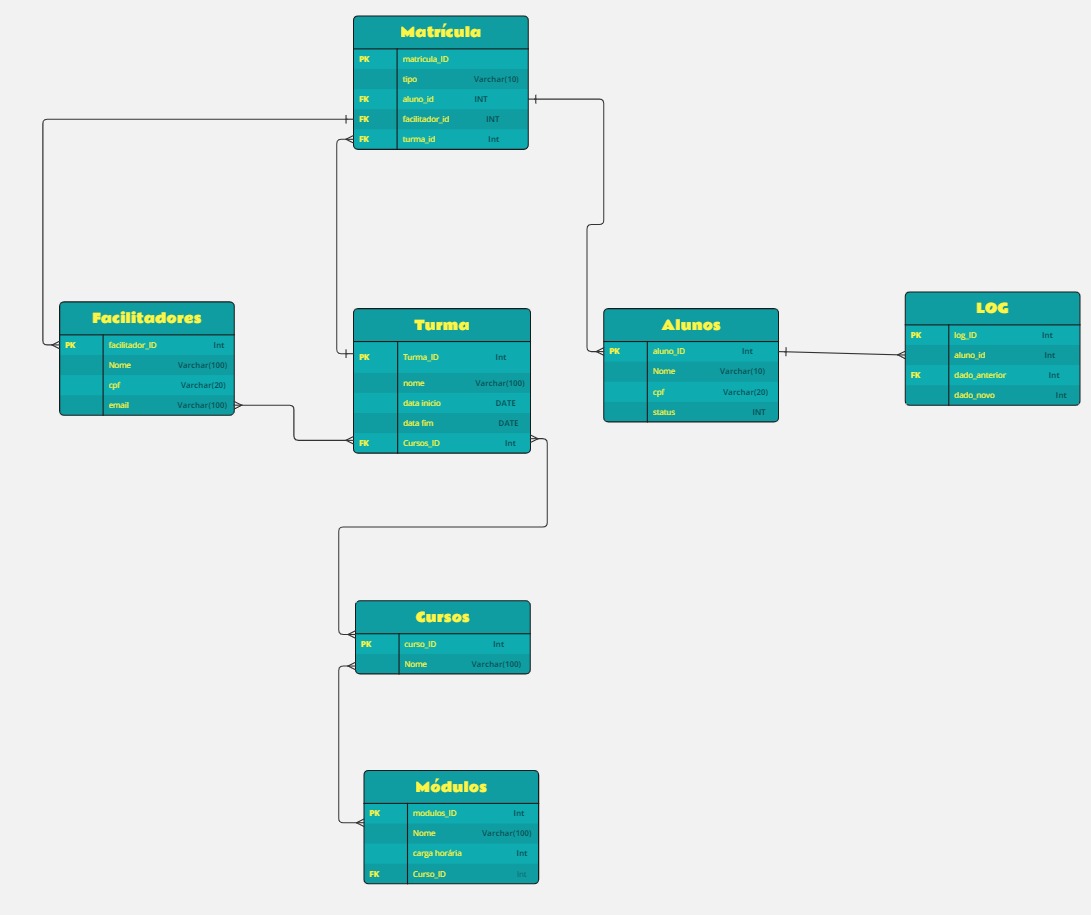 Matrícula
PK matricula_ID
tipo Varchar(10)
FK aluno_id INT
FK facilitador_id INT
FK turma_id Int
Facilitadores
PK facilitador_ID Int
Nome Varchar(100)
cpf Varchar(20)
email Varchar(100)
Turma
PK Turma_ID Int
nome Varchar(100)
data inicio DATE
data fim DATE
FK Cursos_ID Int
Alunos
PK aluno_ID Int
Nome Varchar(10)
cpf Varchar(20)
status INT
LOG
PK log_ID Int
aluno_id Int
FK dado_anterior Int
dado_novo Int
Cursos
PK curso_ID Int
Nome Varchar(100)
Módulos
PK modulos_ID Int
Nome Varchar(100)
carga horária Int
FK Curso_ID Int